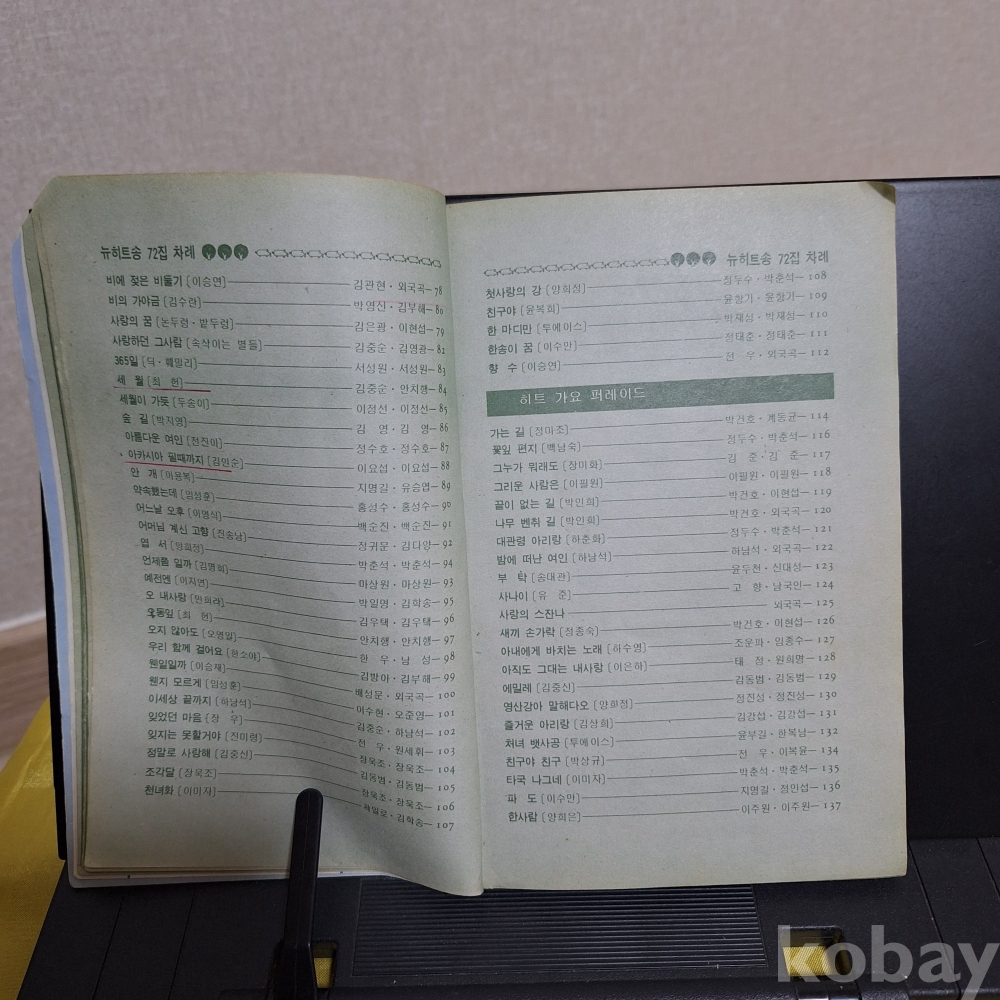 뉴히트송 72집 차례
비에 젖은 비둘기 [이승연] 김관현·외국곡— 78
비의 가야금 [김수란] 박영진·김부해— 80
사랑의 꿈 [논두렁·밭두렁] 김은광·이현섭— 79
사랑하던 그사람 [속삭이는 별들] 김중순·김영광— 82
365일 [딕·훼밀리] 서성원·서성원— 83
세 월 [최 헌] 김중순·안치행— 84
세월이 가듯 [두송이] 이정선·이정선— 85
숲 길 [박지영] 김 영·김 영— 86
아름다운 여인 [정진아] 정수호·정수호— 87
아카시아 필때까지 [김인순] 이요섭·이요섭— 88
안 개 [마용복] 지명길·유승엽— 89
약속했는데 [임성훈] 홍성수·홍성수— 90
어느날 오후 [이영식] 백순진·백순진— 91
어머님 계신 고향 [진송남] 정귀문·김다양— 92
엽 서 [양희정] 박춘석·박춘석— 94
언제쯤 일까 [김명희] 마상원·마상원— 93
예전엔 [이지연] 박일명·김학송— 95
오 내사랑 [민희라] 김우택·김우택— 96
오동잎 [최 헌] 안치행·안치행— 97
오지 않아도 [오영일] 한 우·남 성— 98
우리 함께 걸어요 [한소아] 김방아·김부해— 99
웬일일까 [이승재] 배성문·외국곡— 100
웬지 모르게 [임성훈] 이수현·오준영— 101
이세상 끝까지 [하남석] 김중순·하남석— 102
잊었던 마음 [장 우] 전 우·원세휘— 103
잊지는 못할거야 [진미령] 장욱조·장욱조— 104
정말로 사랑해 [김중신] 김동범·김동범— 105
조각달 [장욱조] 장욱조·장욱조— 106
천녀화 [이미자] 김학송— 107
뉴히트송 72집 차례
첫사랑의 강 [양희정] 정두수·박춘석— 108
친구야 [윤복희] 윤항기·윤항기— 109
한 마디만 [투에이스] 박재성·박재성— 110
한송이 꿈 [이수만] 정태춘·정태춘— 111
향 수 [이승연] 전 우·외국곡— 112
히트 가요 퍼레이드
가는 길 [정마조] 박건호·계동균— 114
꽃잎 편지 [백남숙] 정두수·박춘석— 116
그누가 뭐래도 [장미화] 김 준·김 준— 117
그리운 사람은 [이필원] 이필원·이필원— 118
끝이 없는 길 [박인희] 박건호·이현섭— 119
나무 벤취 길 [박인희] 박건호·외국곡— 120
대관령 아리랑 [하춘화] 정두수·박춘석— 121
밤에 떠난 여인 [하남석] 하남석·외국곡— 122
부 탁 [송대관] 윤두천·신대성— 123
사나이 [유 준] 고 향·남국인— 124
사랑의 스잔나 외국곡— 125
새끼 손가락 [정종숙] 박건호·이현섭— 126
아내에게 바치는 노래 [하수영] 조운파·임종수— 127
아직도 그대는 내사랑 [이은하] 태 정·원희명— 128
에밀레 [김중신] 김동범·김동범— 129
영산강아 말해다오 [양희정] 정진성·정진성— 130
즐거운 아리랑 [김상희] 김강섭·김강섭— 131
처녀 뱃사공 [투에이스] 윤부길·한복남— 132
친구야 친구 [박상규] 전 우·이복윤— 134
타국 나그네 [이미자] 박춘석·박춘석— 135
파 도 [이수만] 지명길·정민섭— 136
한사람 [양희은] 이주원·이주원— 137
kobay